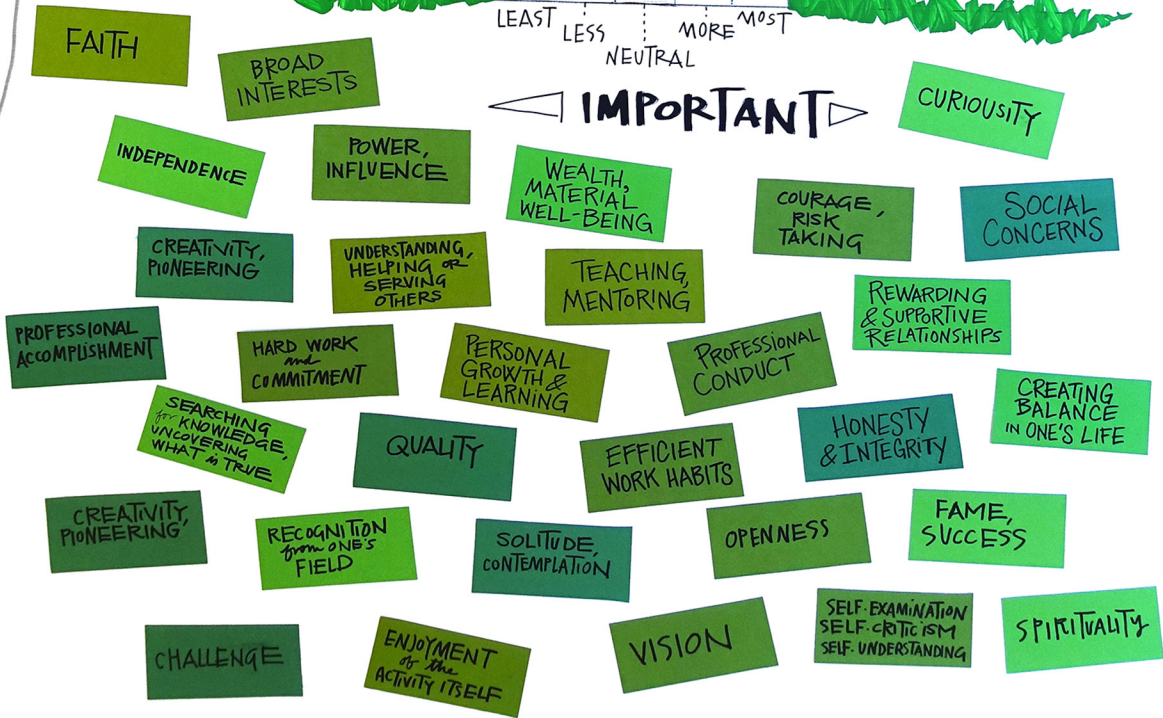 LEAST
LESS
NEUTRAL
MORE
MOST
IMPORTANT
FAITH
BROAD
INTERESTS
CURIOUSITY
INDEPENDENCE
POWER,
INFLUENCE
WEALTH,
MATERIAL
WELL-BEING
COURAGE,
RISK
TAKING
SOCIAL
CONCERNS
CREATIVITY,
PIONEERING
UNDERSTANDING,
HELPING OR
SERVING
OTHERS
TEACHING,
MENTORING
REWARDING
& SUPPORTIVE
RELATIONSHIPS
PROFESSIONAL
ACCOMPLISHMENT
HARD WORK
and
COMMITMENT
PERSONAL
GROWTH &
LEARNING
PROFESSIONAL
CONDUCT
CREATING
BALANCE
IN ONE'S LIFE
SEARCHING
for KNOWLEDGE,
UNCOVERING
WHAT is TRUE
QUALITY
EFFICIENT
WORK HABITS
HONESTY
& INTEGRITY
CREATIVITY,
PIONEERING
RECOGNITION
from ONE'S
FIELD
SOLITUDE,
CONTEMPLATION
OPENNESS
FAME,
SUCCESS
CHALLENGE
ENJOYMENT
of the
ACTIVITY ITSELF
VISION
SELF-EXAMINATION
SELF-CRITICISM
SELF-UNDERSTANDING
SPIRITUALITY